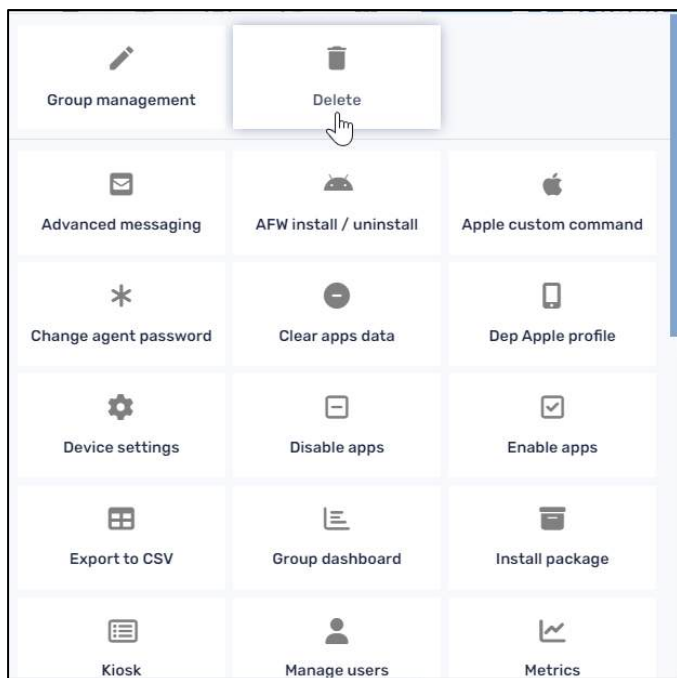 Group management
Delete
Advanced messaging
AFW install / uninstall
Apple custom command
Change agent password
Clear apps data
Dep Apple profile
Device settings
Disable apps
Enable apps
Export to CSV
Group dashboard
Install package
Kiosk
Manage users
Metrics